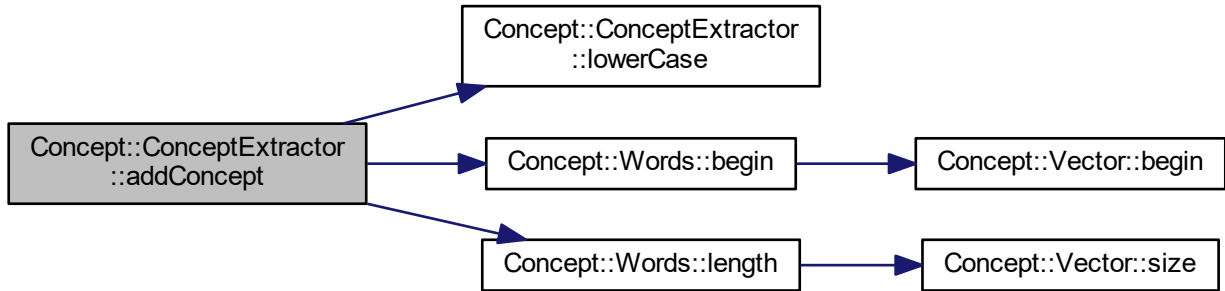 Concept::ConceptExtractor
::lowerCase
Concept::ConceptExtractor
::addConcept
Concept::Words::begin
Concept::Vector::begin
Concept::Words::length
Concept::Vector::size